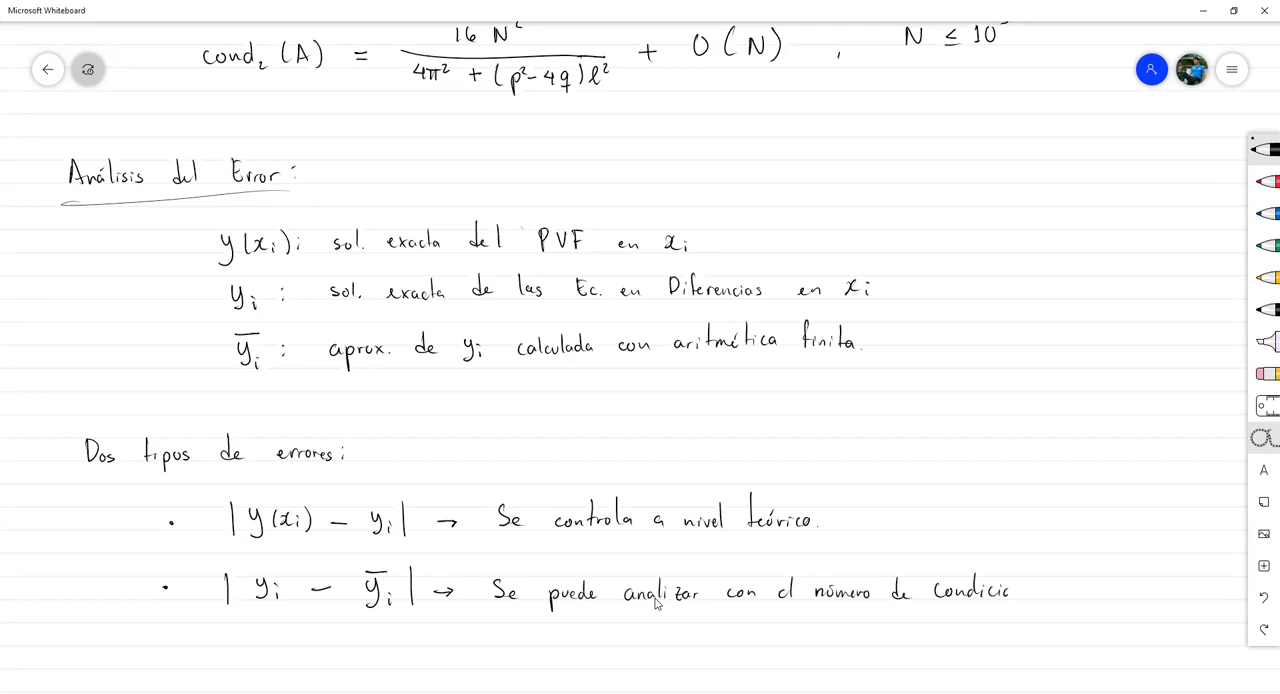 Microsoft Whiteboard
cond₂ (A) = 16 N² / 4π² + (p² - 4q) l² + O (N) , N ≤ 10
Análisis del Error:
y(xᵢ): sol. exacta del PVF en xᵢ
yᵢ : sol. exacta de las Ec. en Diferencias en xᵢ
ȳᵢ : aprox. de yᵢ calculada con aritmética finita.
Dos tipos de errores:
• | y(xᵢ) - yᵢ | → Se controla a nivel teórico.
• | yᵢ - ȳᵢ | → Se puede analizar con el número de condicic